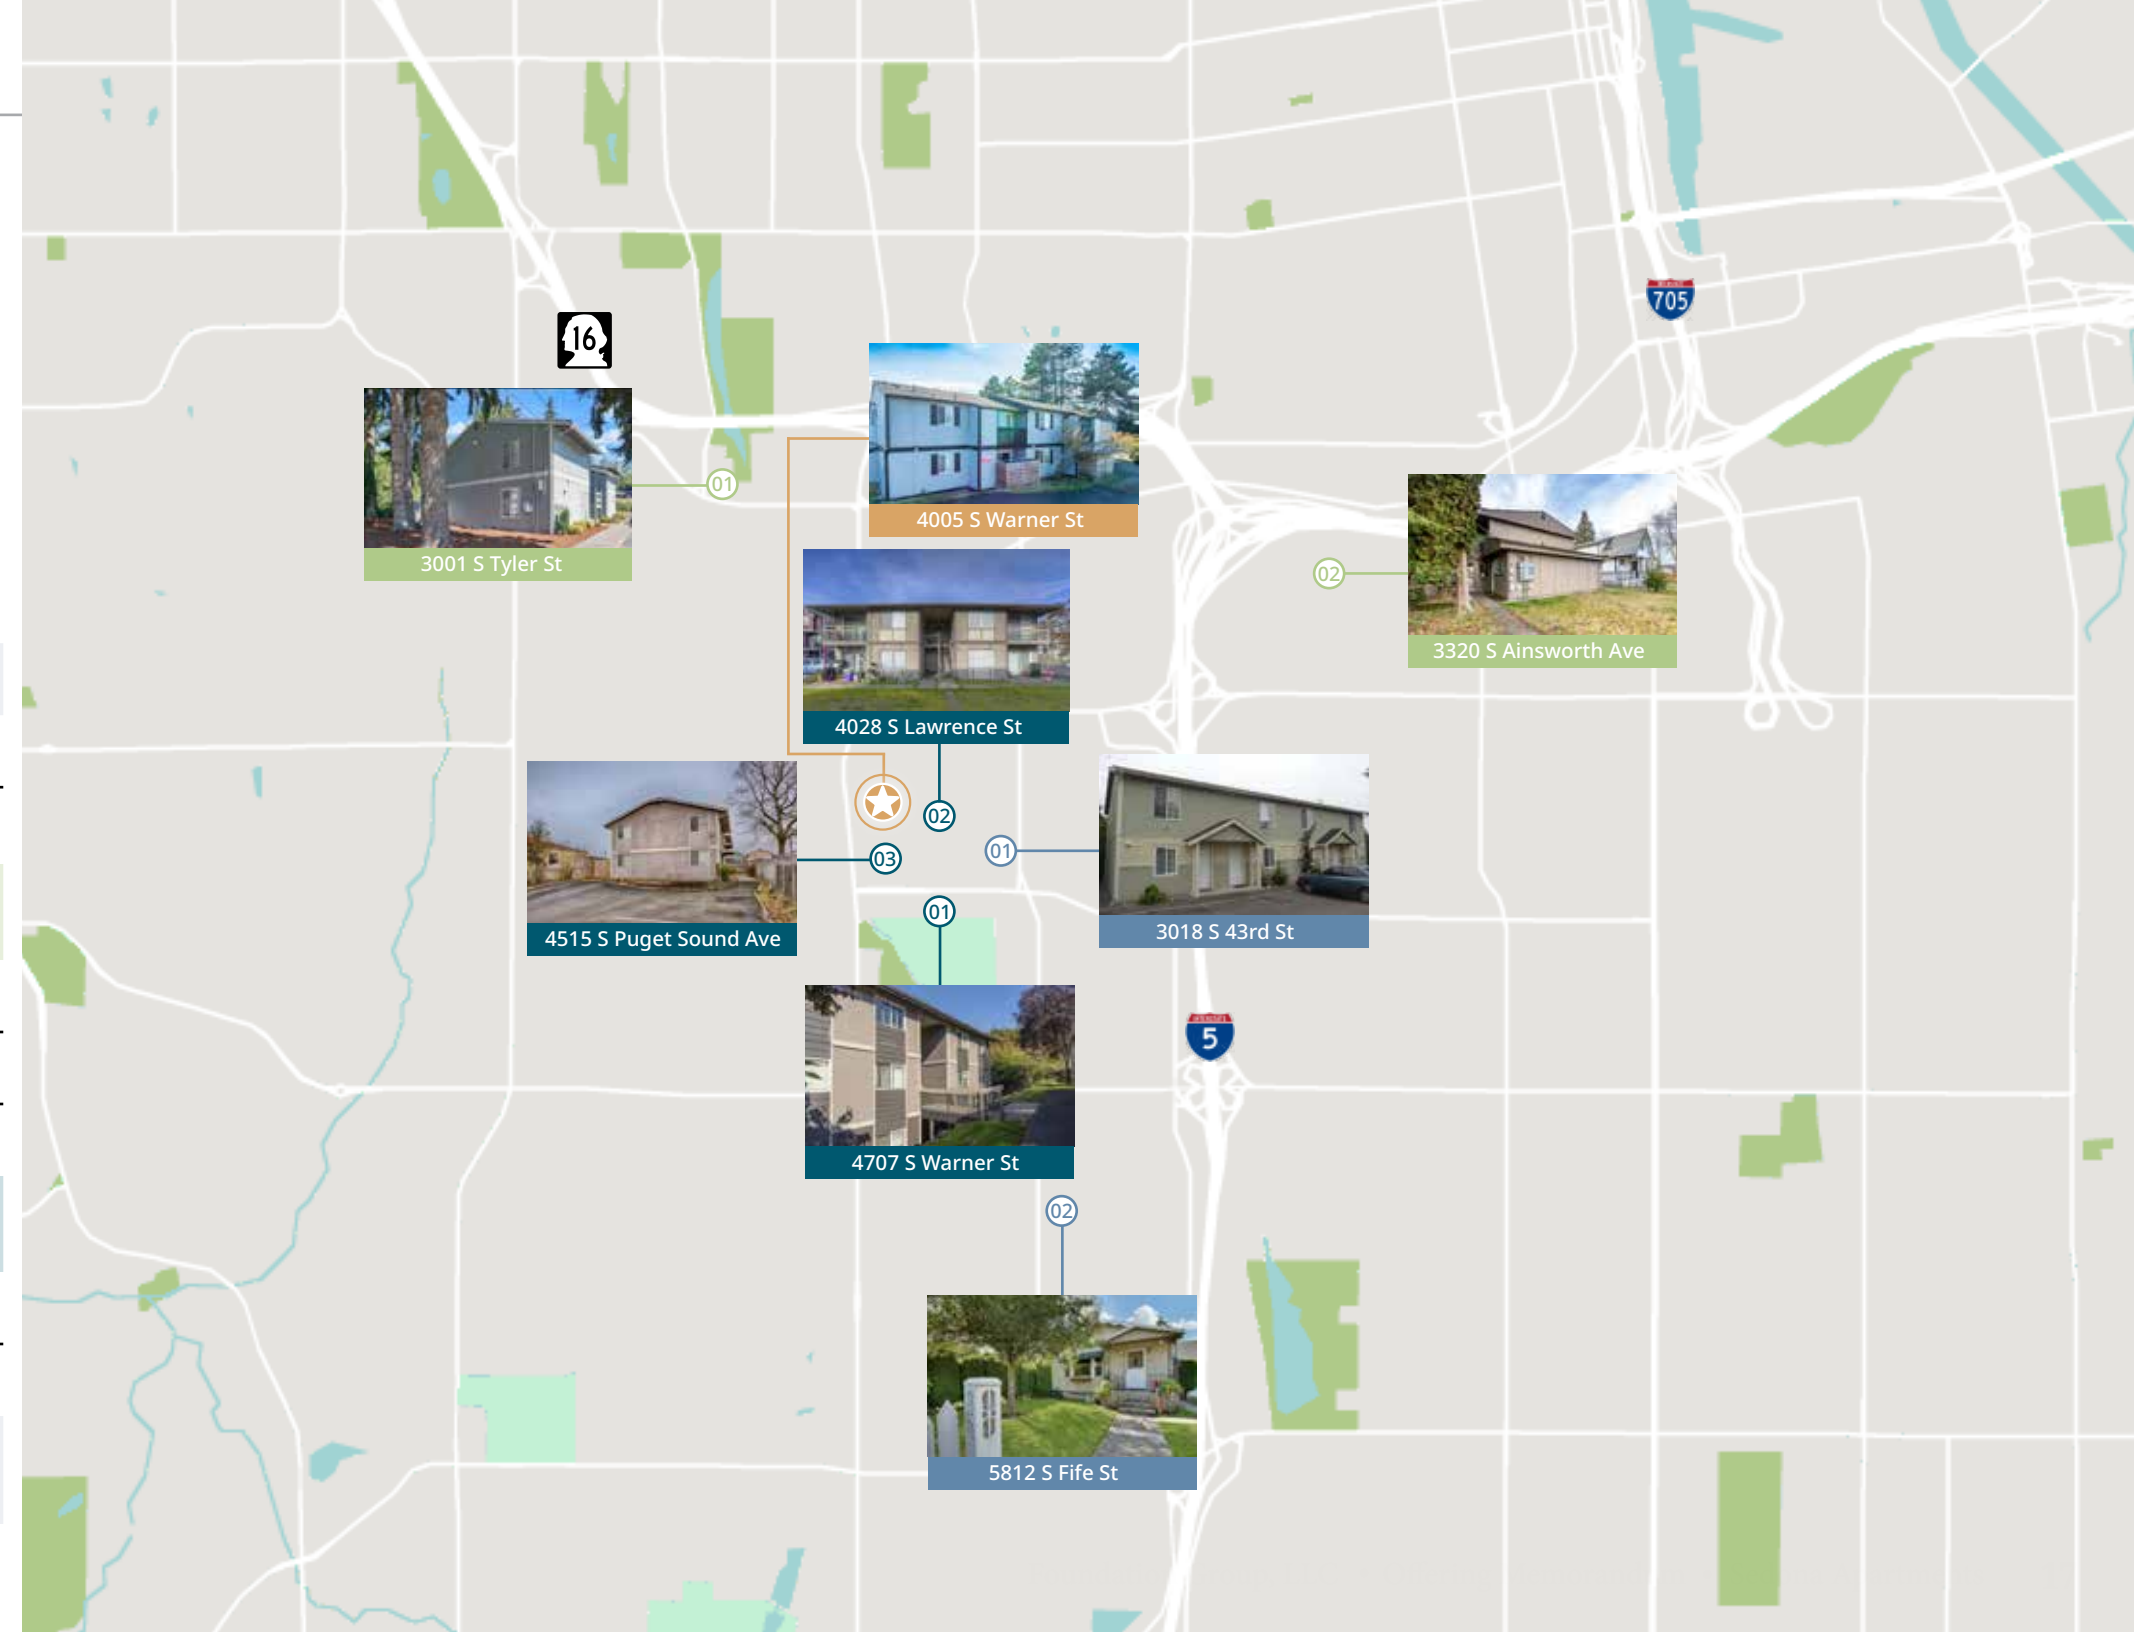 705
16
4005 S Warner St
01
3001 S Tyler St
02
3320 S Ainsworth Ave
4028 S Lawrence St
02
03
01
3018 S 43rd St
4515 S Puget Sound Ave
01
5
4707 S Warner St
02
5812 S Fife St